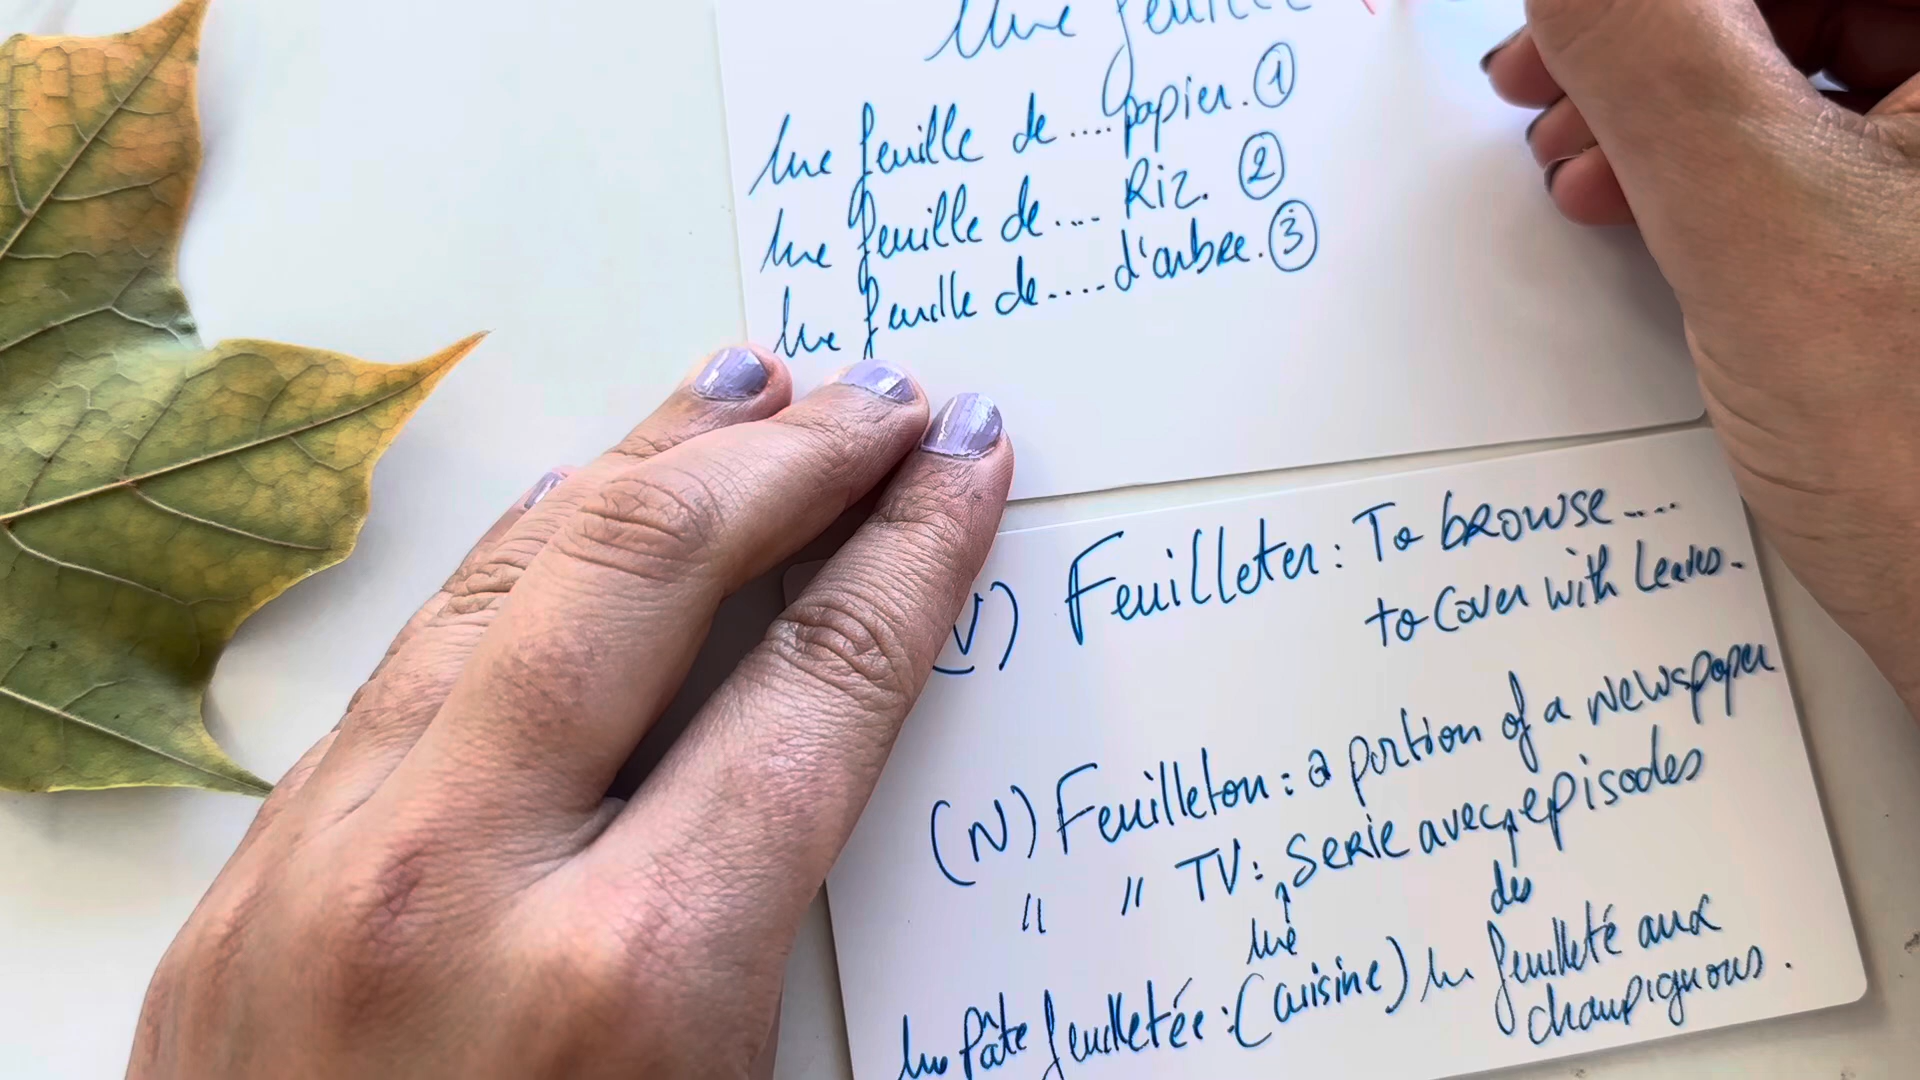 Une feuille
Une feuille de .... papier. ①
Une feuille de .... Riz. ②
Une feuille de .... d'arbre. ③
(V) Feuilleter : To browse ....
to cover with leaves.
(N) Feuilleton : a portion of a newspaper
" " TV : Serie avec episodes
une des
Une pâte feuilletée : (cuisine) Un feuilleté aux
champignons.